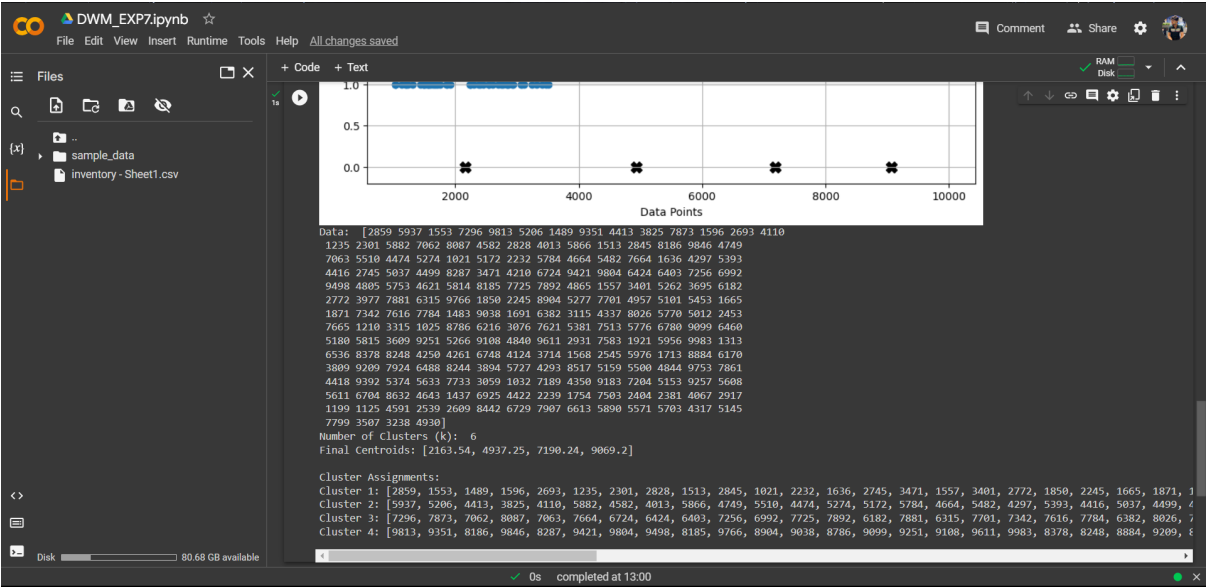 DWM_EXP7.ipynb
Comment
Share
File Edit View Insert Runtime Tools Help All changes saved
Files
+ Code + Text
RAM
Disk
1s
..
sample_data
inventory - Sheet1.csv
{x}
1.0
0.5
0.0
2000 4000 6000 8000 10000
Data Points
Data: [2859 5937 1553 7296 9813 5206 1489 9351 4413 3825 7873 1596 2693 4110
1235 2301 5882 7062 8087 4582 2828 4013 5866 1513 2845 8186 9846 4749
7063 5510 4474 5274 1021 5172 2232 5784 4664 5482 7664 1636 4297 5393
4416 2745 5037 4499 8287 3471 4210 6724 9421 9804 6424 6403 7256 6992
9498 4805 5753 4621 5814 8185 7725 7892 4865 1557 3401 5262 3695 6182
2772 3977 7881 6315 9766 1850 2245 8904 5277 7701 4957 5101 5453 1665
1871 7342 7616 7784 1483 9038 1691 6382 3115 4337 8026 5770 5012 2453
7665 1210 3315 1025 8786 6216 3076 7621 5381 7513 5776 6780 9099 6460
5180 5815 3609 9251 5266 9108 4840 9611 2931 7583 1921 5956 9983 1313
6536 8378 8248 4250 4261 6748 4124 3714 1568 2545 5976 1713 8884 6170
3809 9209 7924 6488 8244 3894 5727 4293 8517 5159 5500 4844 9753 7861
4418 9392 5374 5633 7733 3059 1032 7189 4350 9183 7204 5153 9257 5608
5611 6704 8632 4643 1437 6925 4422 2239 1754 7503 2404 2381 4067 2917
1199 1125 4591 2539 2609 8442 6729 7907 6613 5890 5571 5703 4317 5145
7799 3507 3238 4930]
Number of Clusters (k): 6
Final Centroids: [2163.54, 4937.25, 7190.24, 9069.2]
Cluster Assignments:
Cluster 1: [2859, 1553, 1489, 1596, 2693, 1235, 2301, 2828, 1513, 2845, 1021, 2232, 1636, 2745, 3471, 1557, 3401, 2772, 1850, 2245, 1665, 1871, 1
Cluster 2: [5937, 5206, 4413, 3825, 4110, 5882, 4582, 4013, 5866, 4749, 5510, 4474, 5274, 5172, 5784, 4664, 5482, 4297, 5393, 4416, 5037, 4499, 4
Cluster 3: [7296, 7873, 7062, 8087, 7063, 7664, 6724, 6424, 6403, 7256, 6992, 7725, 7892, 6182, 7881, 6315, 7701, 7342, 7616, 7784, 6382, 8026, 7
Cluster 4: [9813, 9351, 8186, 9846, 8287, 9421, 9804, 9498, 8185, 9766, 8904, 9038, 8786, 9099, 9251, 9108, 9611, 9983, 8378, 8248, 8884, 9209, 8
Disk 80.68 GB available
0s completed at 13:00